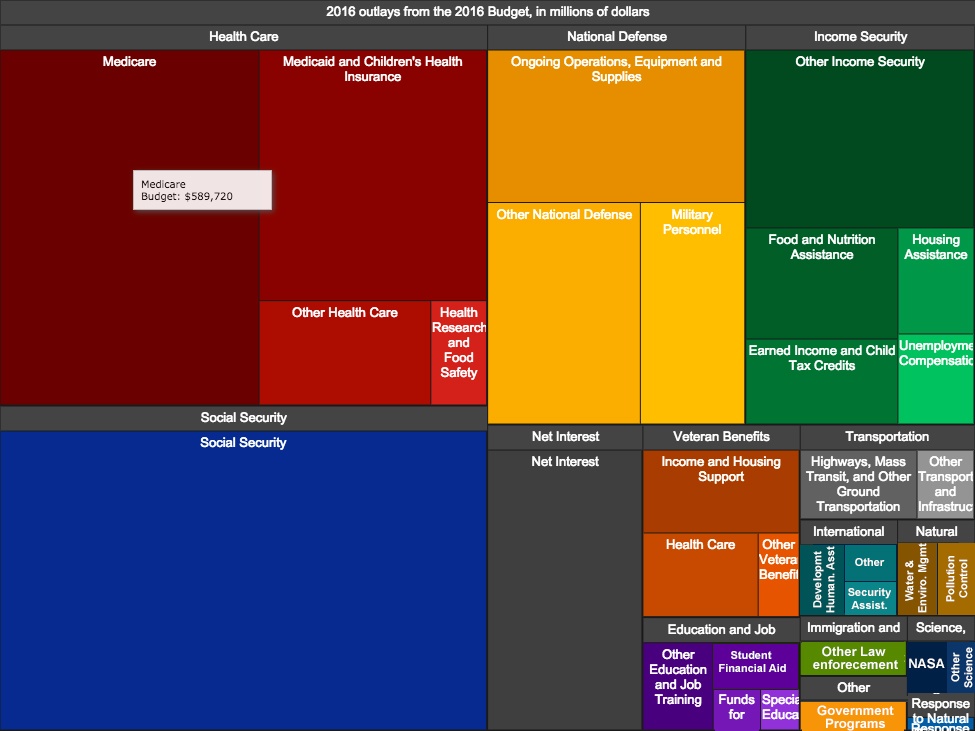 2016 outlays from the 2016 Budget, in millions of dollars
Health Care
Medicare
Medicare
Budget: $589,720
Medicaid and Children's Health
Insurance
Other Health Care
Health
Research
and
Food
Safety
Social Security
Social Security
National Defense
Ongoing Operations, Equipment and
Supplies
Other National Defense
Military
Personnel
Income Security
Other Income Security
Food and Nutrition
Assistance
Housing
Assistance
Earned Income and Child
Tax Credits
Unemployme
Compensatio
Net Interest
Net Interest
Veteran Benefits
Income and Housing
Support
Health Care
Other
Vetera
Benefit
Education and Job
Other
Education
and Job
Training
Student
Financial Aid
Funds
for
Specia
Educa
Transportation
Highways, Mass
Transit, and Other
Ground
Transportation
Other
Transport
and
Infrastruc
International
Developmt
Human. Asst
Other
Security
Assist.
Natural
Water &
Enviro. Mgmt
Pollution
Control
Immigration and
Other Law
enforecement
Other
Government
Programs
Science,
NASA
Other
Science
Response
to Natural
Response